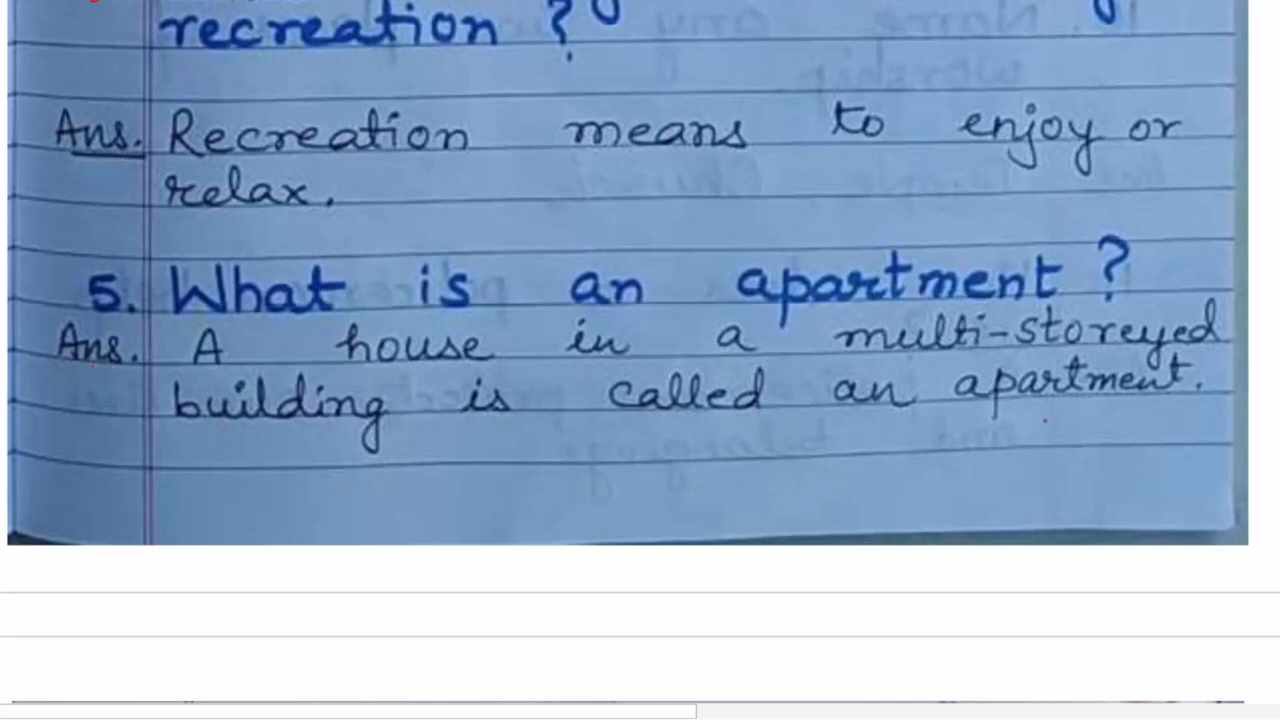 recreation ?
Ans. Recreation means to enjoy or
relax.
5. What is an apartment ?
Ans. A house in a multi-storeyed
building is called an apartment.